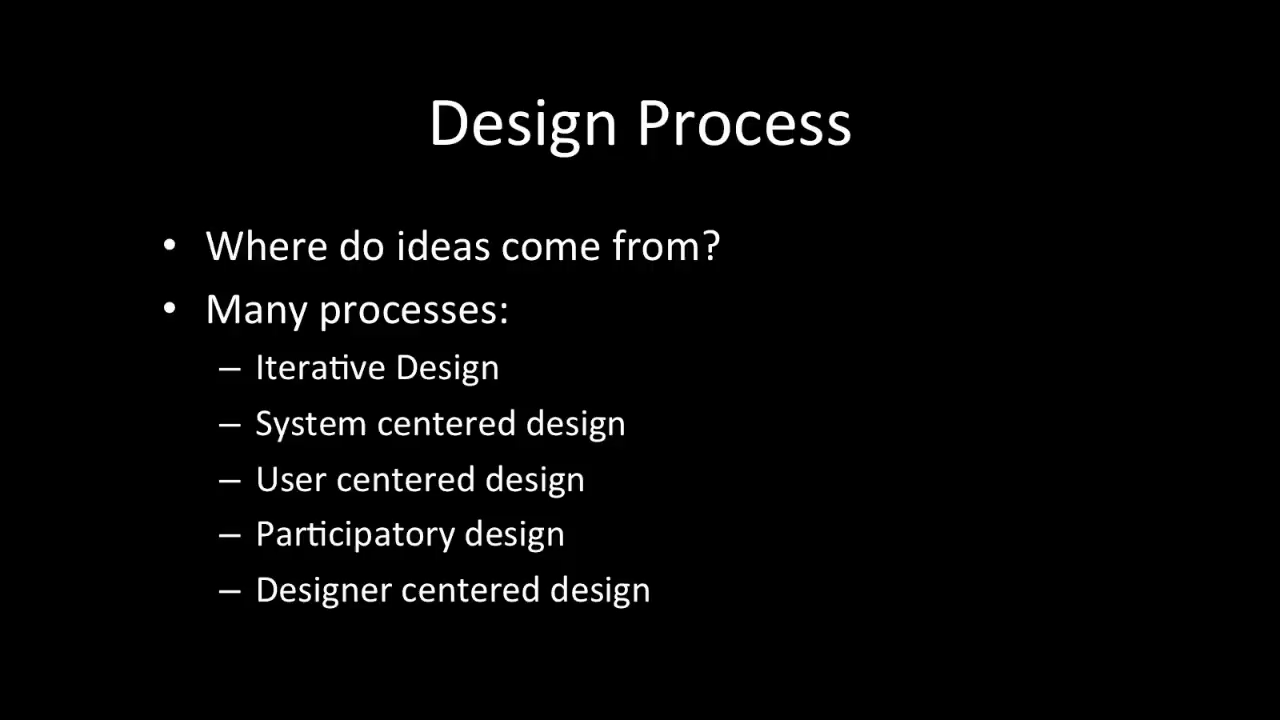 Design Process
• Where do ideas come from?
• Many processes:
– Iterative Design
– System centered design
– User centered design
– Participatory design
– Designer centered design